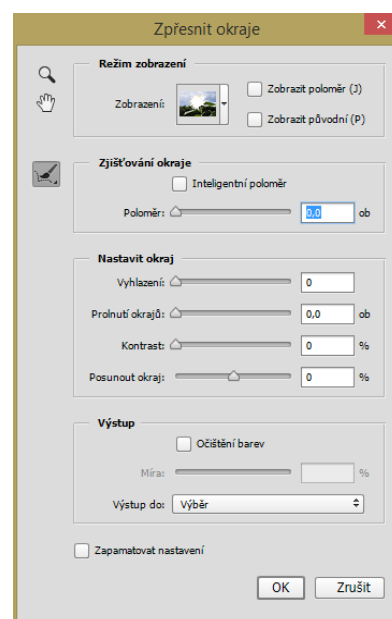 Zpřesnit okraje
Režim zobrazení
Zobrazení:
Zobrazit poloměr (J)
Zobrazit původní (P)
Zjišťování okraje
Inteligentní poloměr
Poloměr: 0,0 ob
Nastavit okraj
Vyhlazení: 0
Prolnutí okrajů: 0,0 ob
Kontrast: 0 %
Posunout okraj: 0 %
Výstup
Očištění barev
Míra: %
Výstup do: Výběr
Zapamatovat nastavení
OK Zrušit